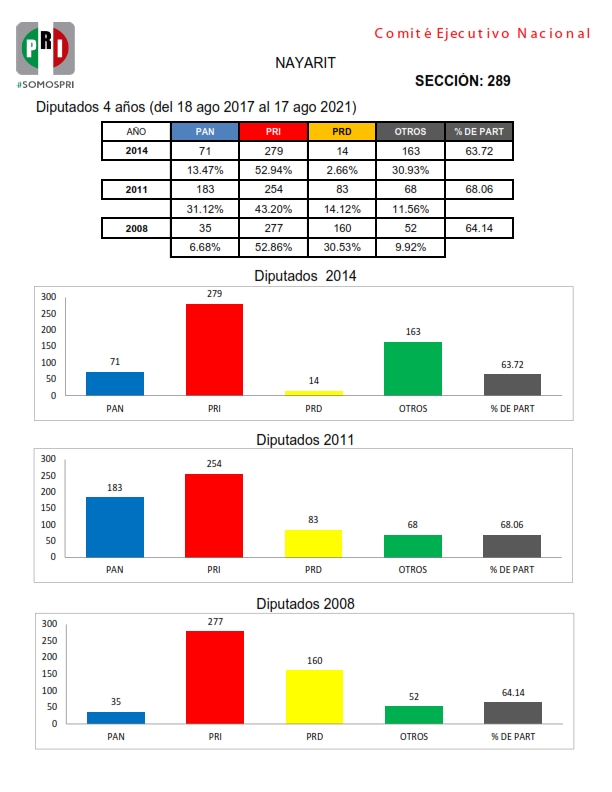 Comité Ejecutivo Nacional
PRI
#SOMOSPRI
NAYARIT
SECCIÓN: 289
Diputados 4 años (del 18 ago 2017 al 17 ago 2021)
AÑO PAN PRI PRD OTROS % DE PART
2014 71 279 14 163 63.72
13.47% 52.94% 2.66% 30.93%
2011 183 254 83 68 68.06
31.12% 43.20% 14.12% 11.56%
2008 35 277 160 52 64.14
6.68% 52.86% 30.53% 9.92%
Diputados 2014
300
250
200
150
100
50
0
71 279 14 163 63.72
PAN PRI PRD OTROS % DE PART
Diputados 2011
300
250
200
150
100
50
0
183 254 83 68 68.06
PAN PRI PRD OTROS % DE PART
Diputados 2008
300
250
200
150
100
50
0
35 277 160 52 64.14
PAN PRI PRD OTROS % DE PART